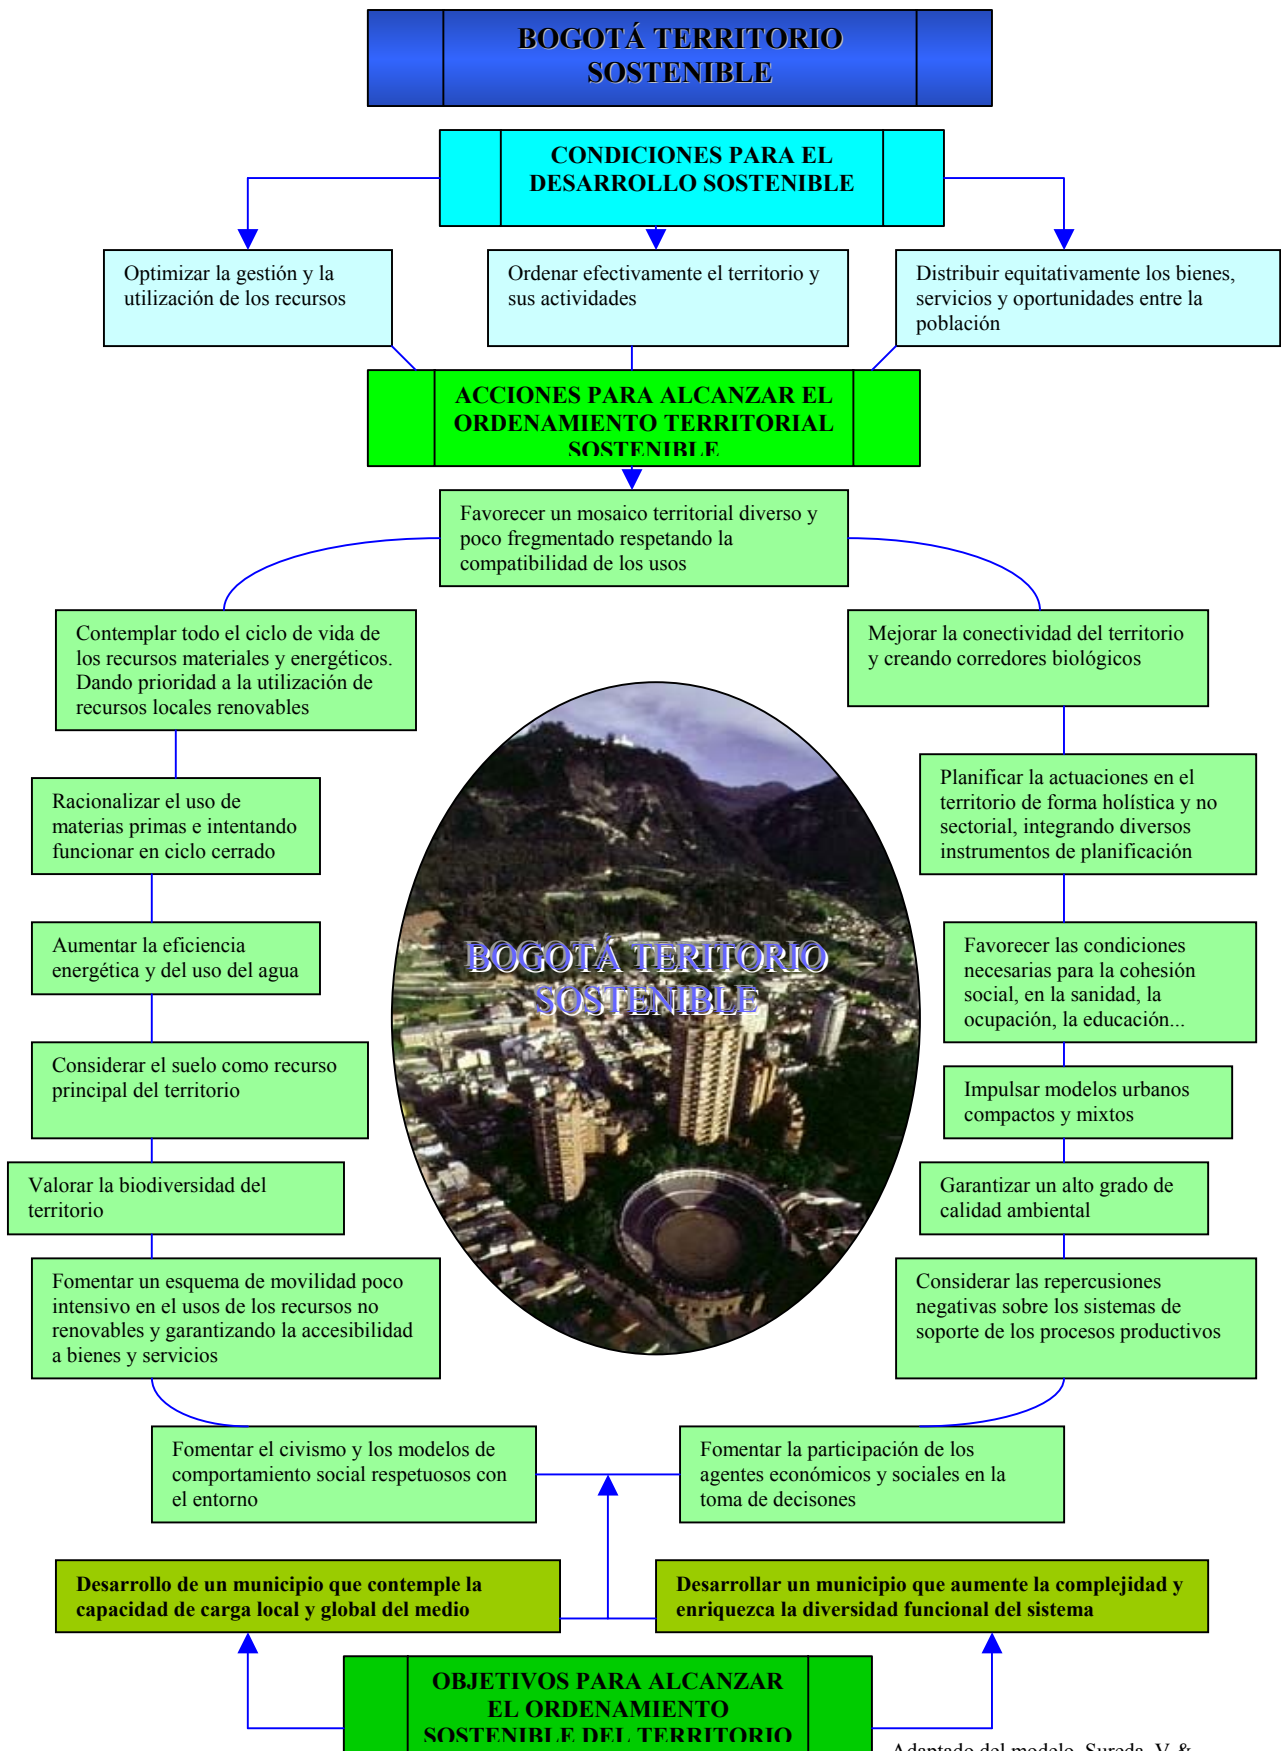 BOGOTÁ TERRITORIO
SOSTENIBLE
CONDICIONES PARA EL
DESARROLLO SOSTENIBLE
Optimizar la gestión y la
utilización de los recursos
Ordenar efectivamente el territorio y
sus actividades
Distribuir equitativamente los bienes,
servicios y oportunidades entre la
población
ACCIONES PARA ALCANZAR EL
ORDENAMIENTO TERRITORIAL
SOSTENIBLE
Favorecer un mosaico territorial diverso y
poco fregmentado respetando la
compatibilidad de los usos
Contemplar todo el ciclo de vida de
los recursos materiales y energéticos.
Dando prioridad a la utilización de
recursos locales renovables
Mejorar la conectividad del territorio
y creando corredores biológicos
Racionalizar el uso de
materias primas e intentando
funcionar en ciclo cerrado
Planificar la actuaciones en el
territorio de forma holística y no
sectorial, integrando diversos
instrumentos de planificación
Aumentar la eficiencia
energética y del uso del agua
BOGOTÁ TERITORIO
SOSTENIBLE
Favorecer las condiciones
necesarias para la cohesión
social, en la sanidad, la
ocupación, la educación...
Considerar el suelo como recurso
principal del territorio
Impulsar modelos urbanos
compactos y mixtos
Valorar la biodiversidad del
territorio
Garantizar un alto grado de
calidad ambiental
Fomentar un esquema de movilidad poco
intensivo en el usos de los recursos no
renovables y garantizando la accesibilidad
a bienes y servicios
Considerar las repercusiones
negativas sobre los sistemas de
soporte de los procesos productivos
Fomentar el civismo y los modelos de
comportamiento social respetuosos con
el entorno
Fomentar la participación de los
agentes económicos y sociales en la
toma de decisones
Desarrollo de un municipio que contemple la
capacidad de carga local y global del medio
Desarrollar un municipio que aumente la complejidad y
enriquezca la diversidad funcional del sistema
OBJETIVOS PARA ALCANZAR
EL ORDENAMIENTO
SOSTENIBLE DEL TERRITORIO
Adaptado del modelo, Sureda, V &